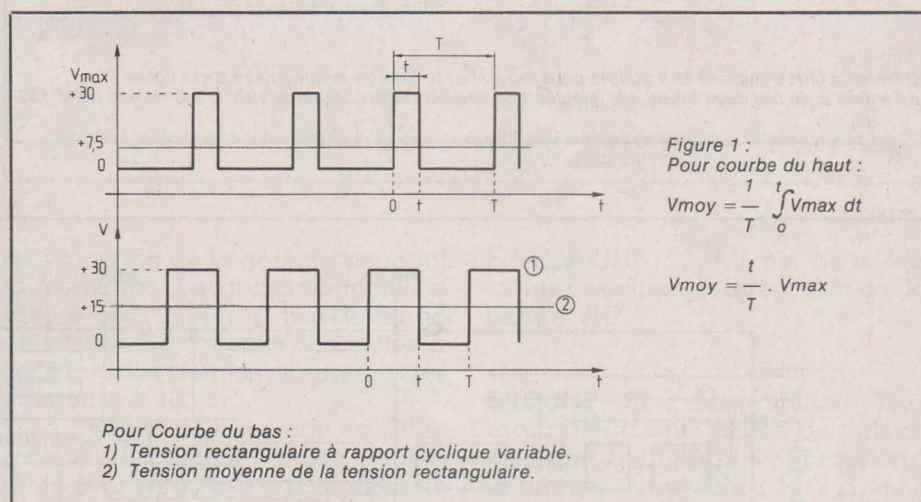 T
t
Vmax
+30
+75
0
0
t
T
t
V
+30
+15
0
①
②
0
t
T
t
Figure 1 :
Pour courbe du haut :
Vmoy = 1/T ∫₀ᵗ Vmax dt
Vmoy = t/T . Vmax
Pour Courbe du bas :
1) Tension rectangulaire à rapport cyclique variable.
2) Tension moyenne de la tension rectangulaire.